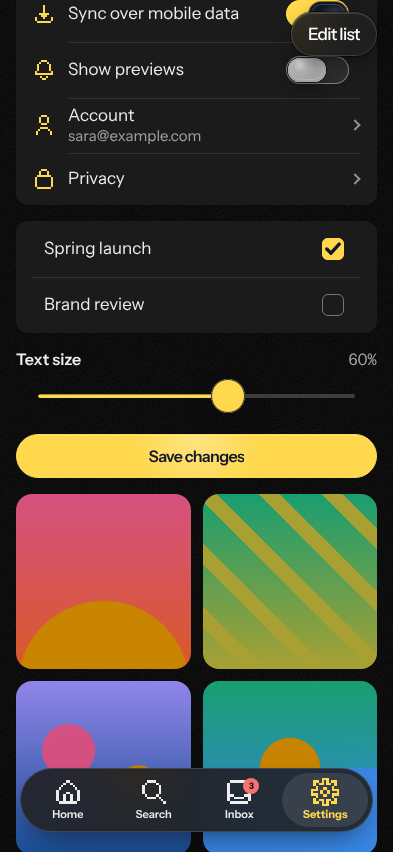 Sync over mobile data
Edit list
Show previews
Account
sara@example.com
Privacy
Spring launch
Brand review
Text size
60%
Save changes
3
Home
Search
Inbox
Settings